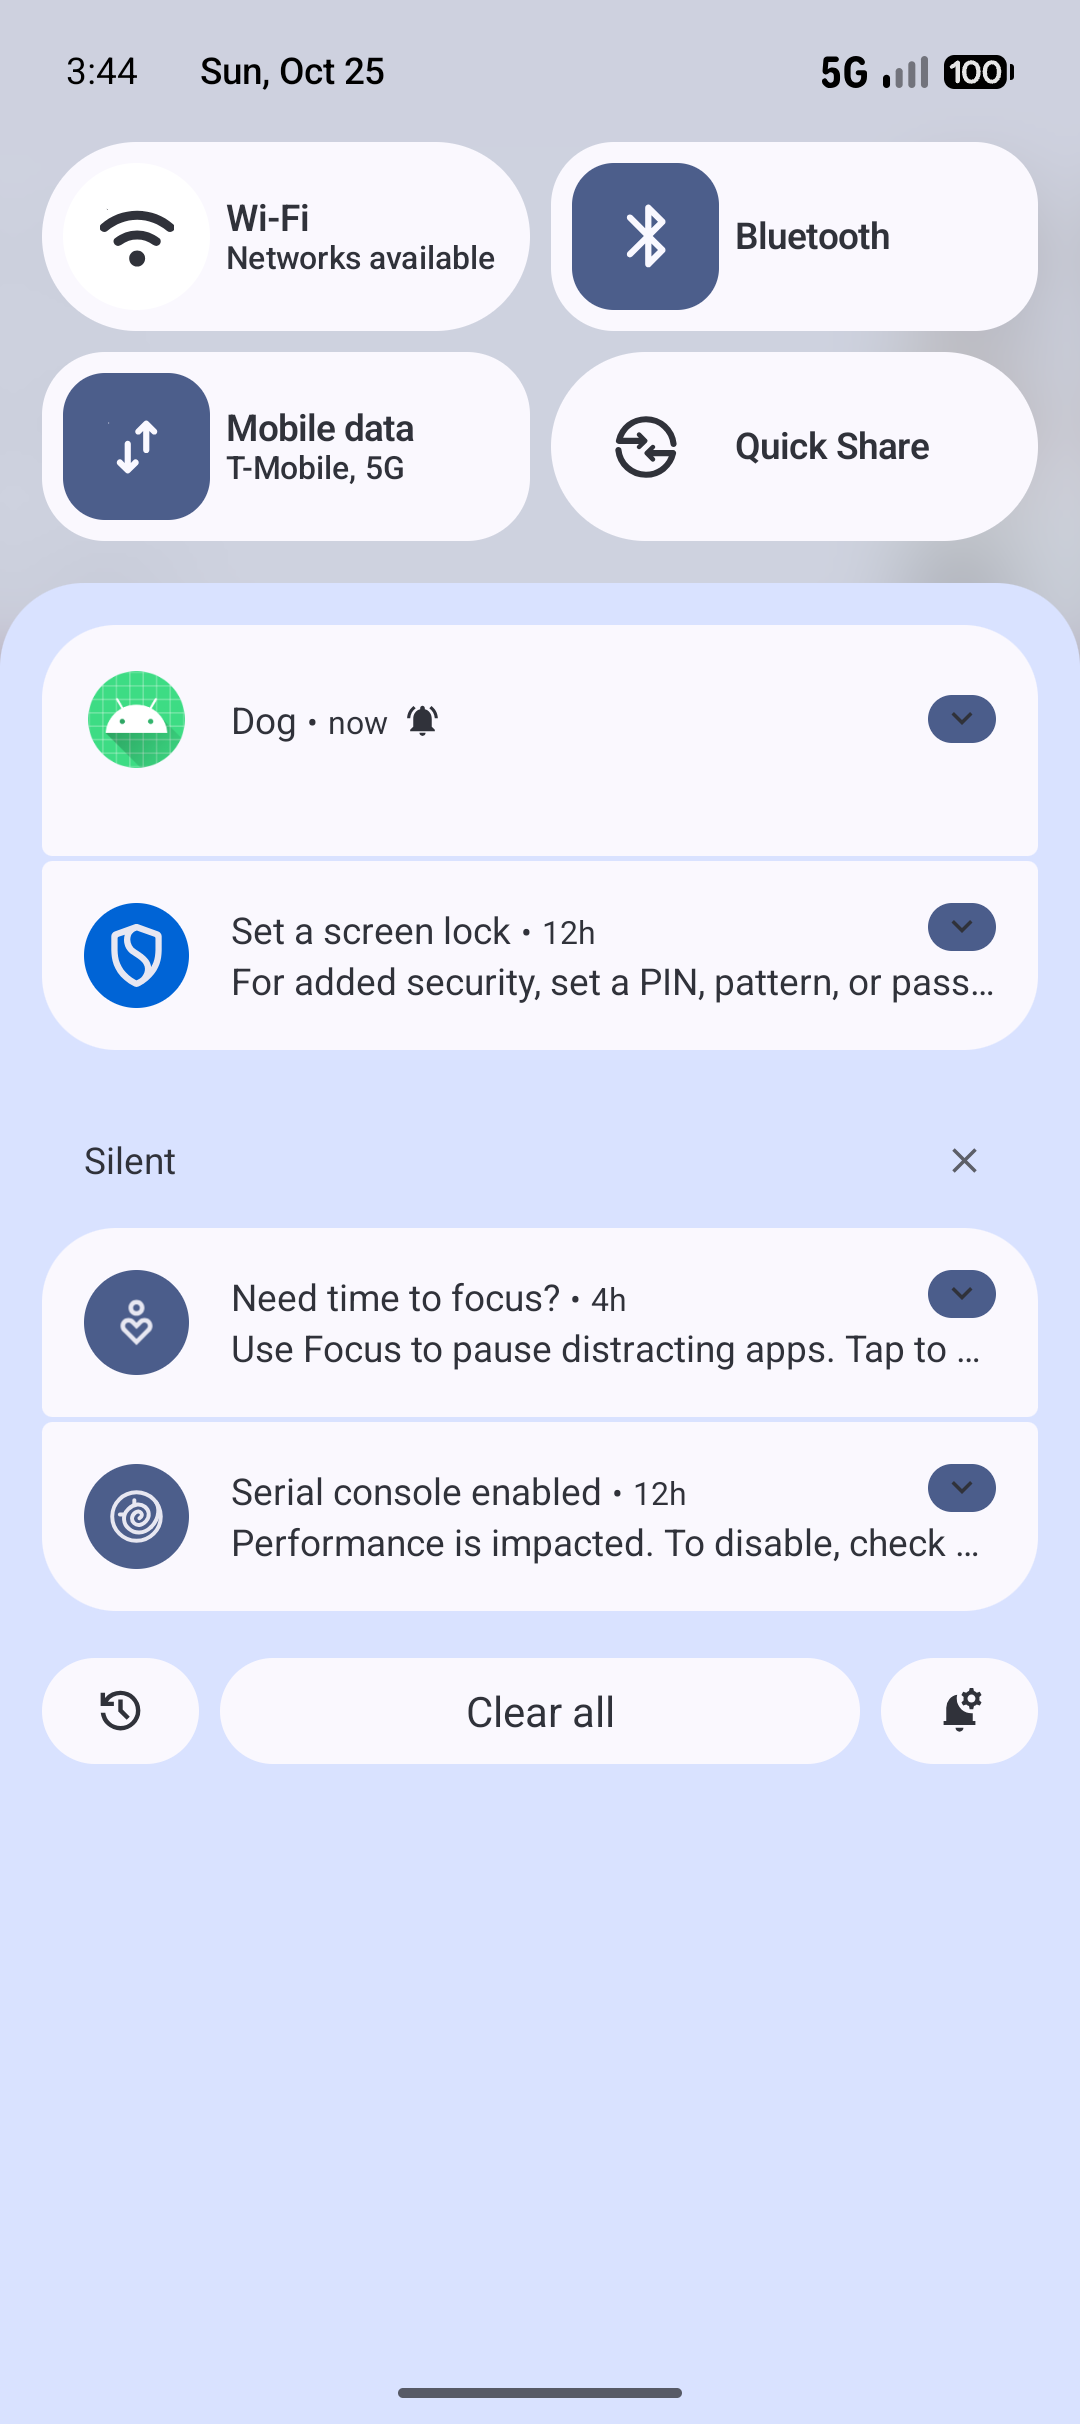 3:44 Sun, Oct 25 5G 100
Wi-Fi
Networks available
Bluetooth
Mobile data
T-Mobile, 5G
Quick Share
Dog • now
Set a screen lock • 12h
For added security, set a PIN, pattern, or pass…
Silent
Need time to focus? • 4h
Use Focus to pause distracting apps. Tap to …
Serial console enabled • 12h
Performance is impacted. To disable, check …
Clear all